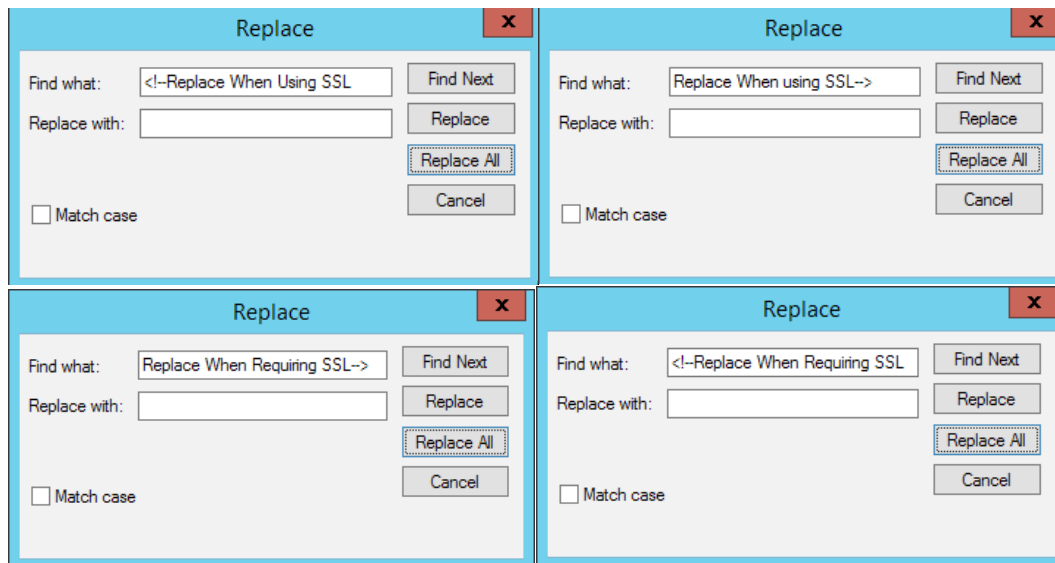 Replace
x
Find what:
<!--Replace When Using SSL
Find Next
Replace with:
Replace
Replace All
Match case
Cancel
Replace
x
Find what:
Replace When using SSL-->
Find Next
Replace with:
Replace
Replace All
Match case
Cancel
Replace
x
Find what:
Replace When Requiring SSL-->
Find Next
Replace with:
Replace
Replace All
Match case
Cancel
Replace
x
Find what:
<!--Replace When Requiring SSL
Find Next
Replace with:
Replace
Replace All
Match case
Cancel